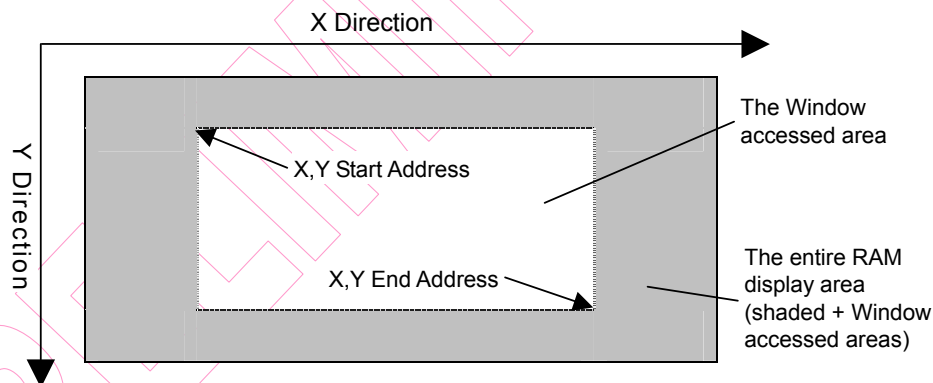 X Direction
The Window
accessed area
Y Direction
X,Y Start Address
X,Y End Address
The entire RAM
display area
(shaded + Window
accessed areas)